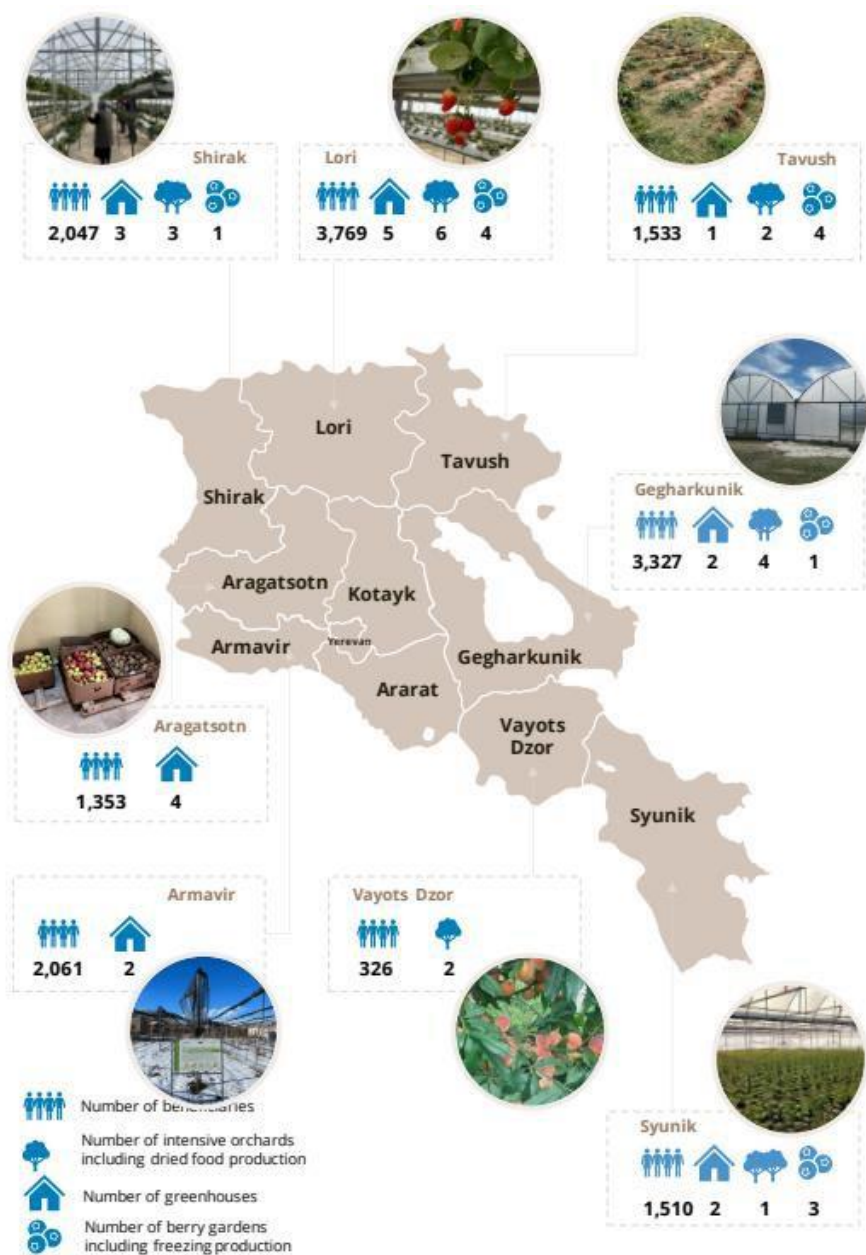 Shirak
2,047 3 3 1
Lori
3,769 5 6 4
Tavush
1,533 1 2 4
Lori
Tavush
Shirak
Gegharkunik
3,327 2 4 1
Aragatsotn
Kotayk
Armavir
Yerevan
Gegharkunik
Ararat
Vayots
Dzor
Aragatsotn
1,353 4
Syunik
Armavir
2,061 2
Vayots Dzor
326 2
Number of beneficiaries
Number of intensive orchards
including dried food production
Number of greenhouses
Number of berry gardens
including freezing production
Syunik
1,510 2 1 3